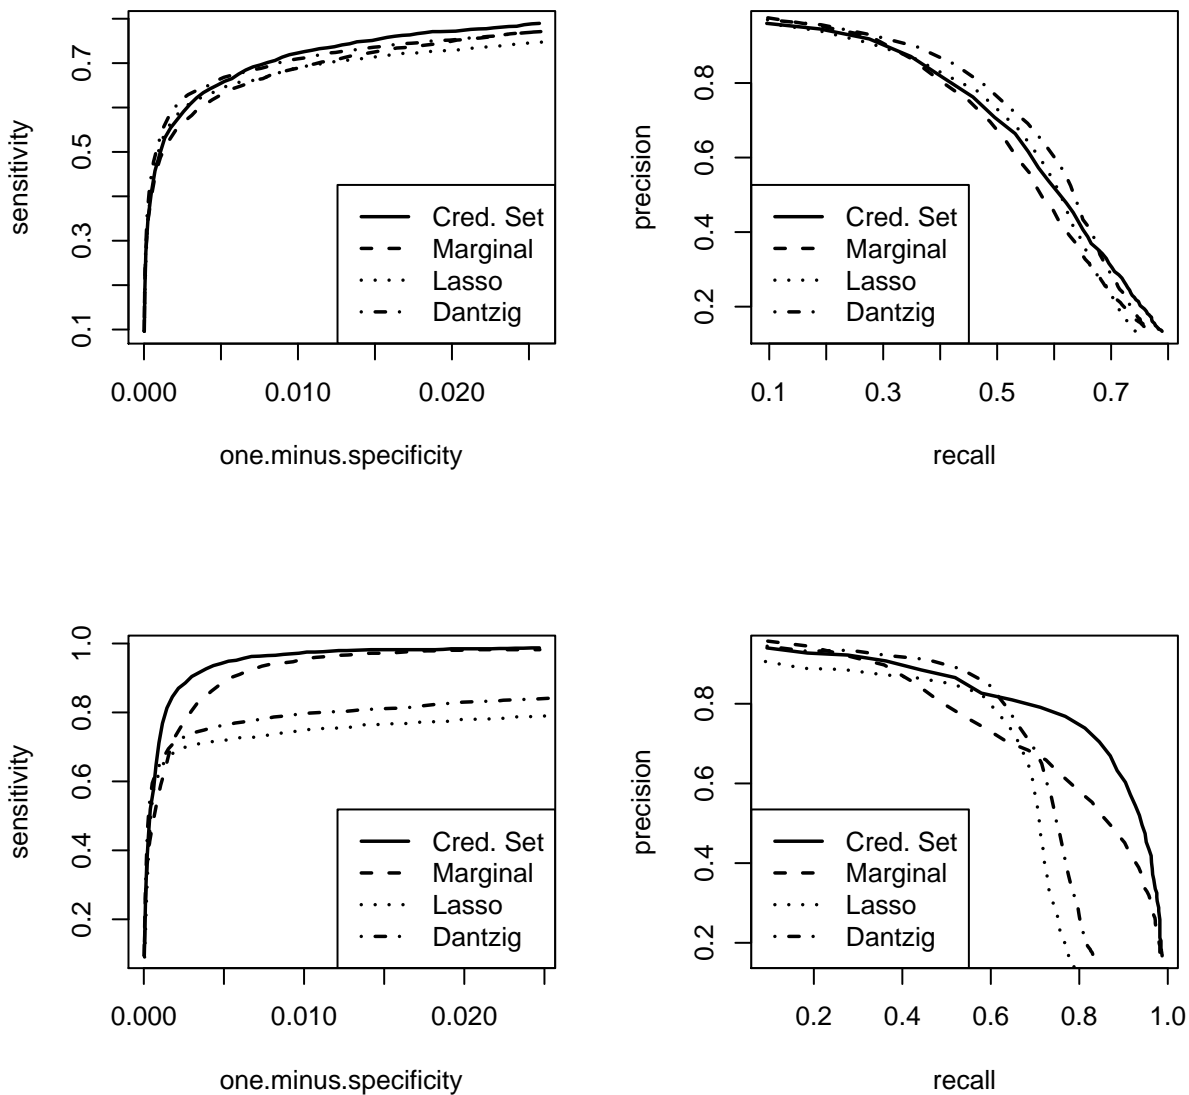 sensitivity
0.1 0.3 0.5 0.7
Cred. Set
Marginal
Lasso
Dantzig
0.000 0.010 0.020
one.minus.specificity
precision
0.2 0.4 0.6 0.8
Cred. Set
Marginal
Lasso
Dantzig
0.1 0.3 0.5 0.7
recall
sensitivity
0.2 0.4 0.6 0.8 1.0
Cred. Set
Marginal
Lasso
Dantzig
0.000 0.010 0.020
one.minus.specificity
precision
0.2 0.4 0.6 0.8
Cred. Set
Marginal
Lasso
Dantzig
0.2 0.4 0.6 0.8 1.0
recall